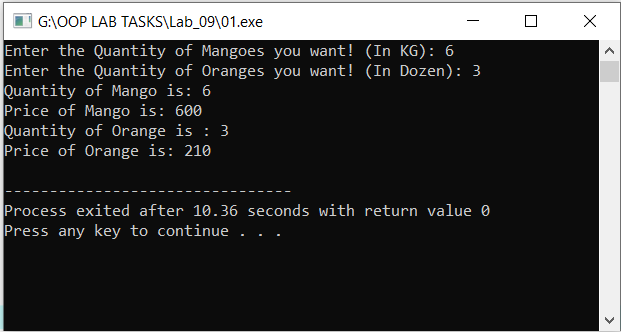 G:\OOP LAB TASKS\Lab_09\01.exe
Enter the Quantity of Mangoes you want! (In KG): 6
Enter the Quantity of Oranges you want! (In Dozen): 3
Quantity of Mango is: 6
Price of Mango is: 600
Quantity of Orange is : 3
Price of Orange is: 210
--------------------------------
Process exited after 10.36 seconds with return value 0
Press any key to continue . . .